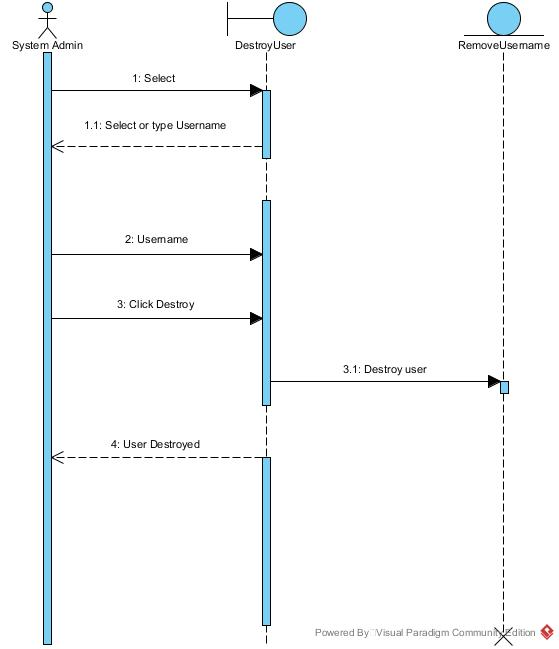 System Admin
DestroyUser
RemoveUsername
1: Select
1.1: Select or type Username
2: Username
3: Click Destroy
3.1: Destroy user
4: User Destroyed
Powered By Visual Paradigm Community Edition